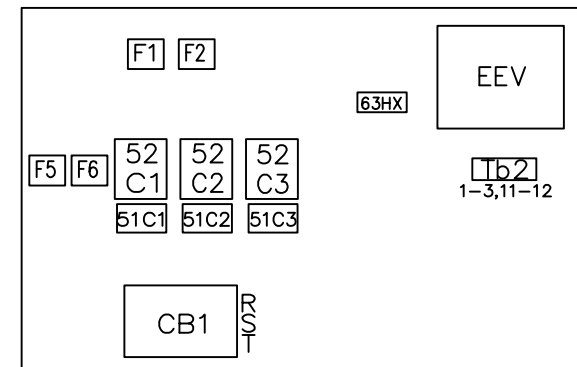 F1 F2
EEV
63HX
52 C1
52 C2
52 C3
F5 F6
Tb2
1-3,11-12
51C1 51C2 51C3
CB1
R
S
T